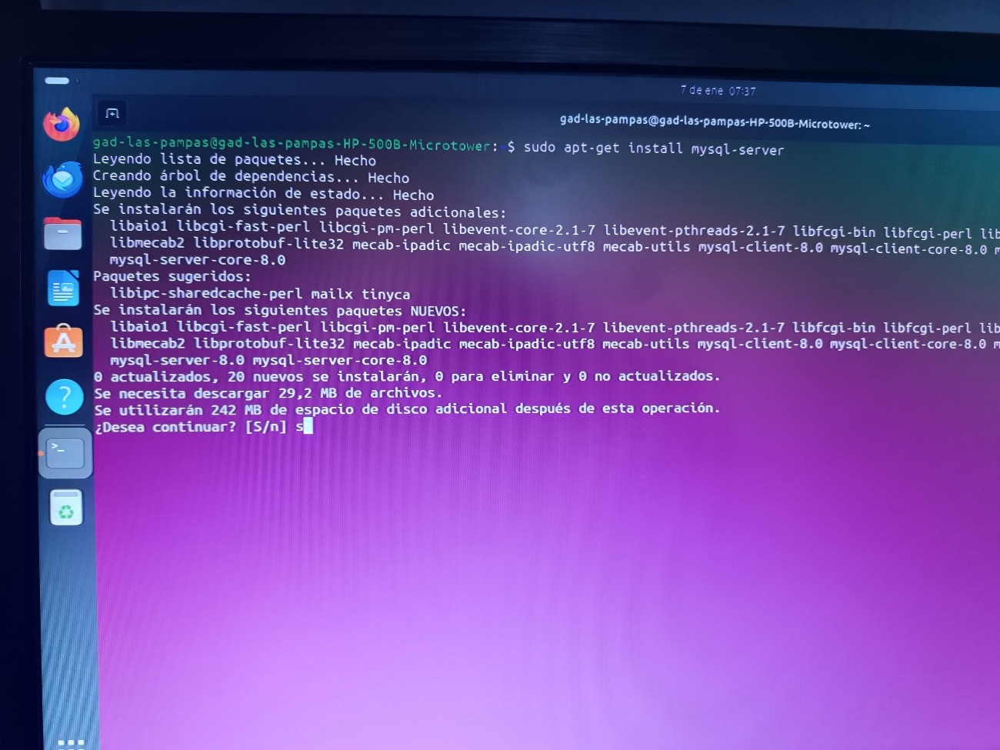 7 de ene 07:37
gad-las-pampas@gad-las-pampas-HP-500B-Microtower: ~
gad-las-pampas@gad-las-pampas-HP-500B-Microtower:~$ sudo apt-get install mysql-server
Leyendo lista de paquetes... Hecho
Creando árbol de dependencias... Hecho
Leyendo la información de estado... Hecho
Se instalarán los siguientes paquetes adicionales:
libaio1 libcgi-fast-perl libcgi-pm-perl libevent-core-2.1-7 libevent-pthreads-2.1-7 libfcgi-bin libfcgi-perl
libmecab2 libprotobuf-lite32 mecab-ipadic mecab-ipadic-utf8 mecab-utils mysql-client-8.0 mysql-client-core-8.0
mysql-server-core-8.0
Paquetes sugeridos:
libipc-sharedcache-perl mailx tinyca
Se instalarán los siguientes paquetes NUEVOS:
libaio1 libcgi-fast-perl libcgi-pm-perl libevent-core-2.1-7 libevent-pthreads-2.1-7 libfcgi-bin libfcgi-perl
libmecab2 libprotobuf-lite32 mecab-ipadic mecab-ipadic-utf8 mecab-utils mysql-client-8.0 mysql-client-core-8.0
mysql-server-8.0 mysql-server-core-8.0
0 actualizados, 20 nuevos se instalarán, 0 para eliminar y 0 no actualizados.
Se necesita descargar 29,2 MB de archivos.
Se utilizarán 242 MB de espacio de disco adicional después de esta operación.
¿Desea continuar? [S/n] s